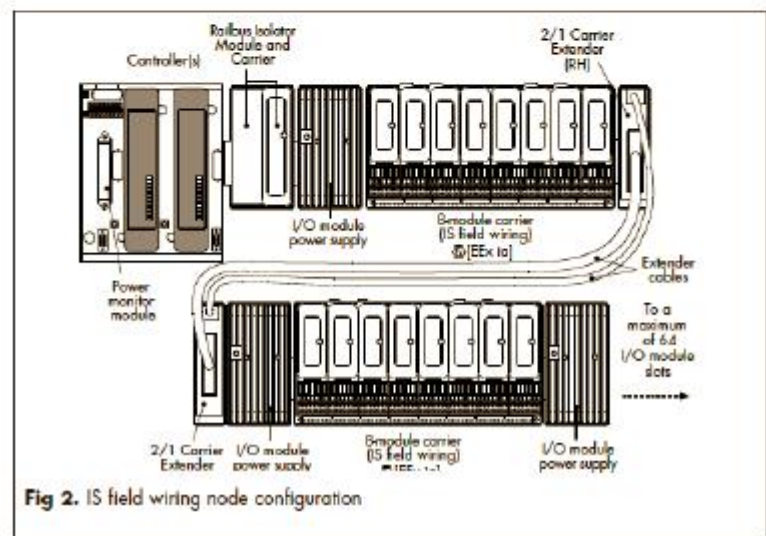 Controller(s)
Railbus Isolator
Module and
Carrier
2/1 Carrier
Extender
(RH)
I/O module
power supply
8-module carrier
(IS field wiring)
[EEx ia]
Power
monitor
module
Extender
cables
To a
maximum
of 64
I/O module
slots
2/1 Carrier
Extender
I/O module
power supply
8-module carrier
(IS field wiring)
I/O module
power supply
Fig 2. IS field wiring node configuration